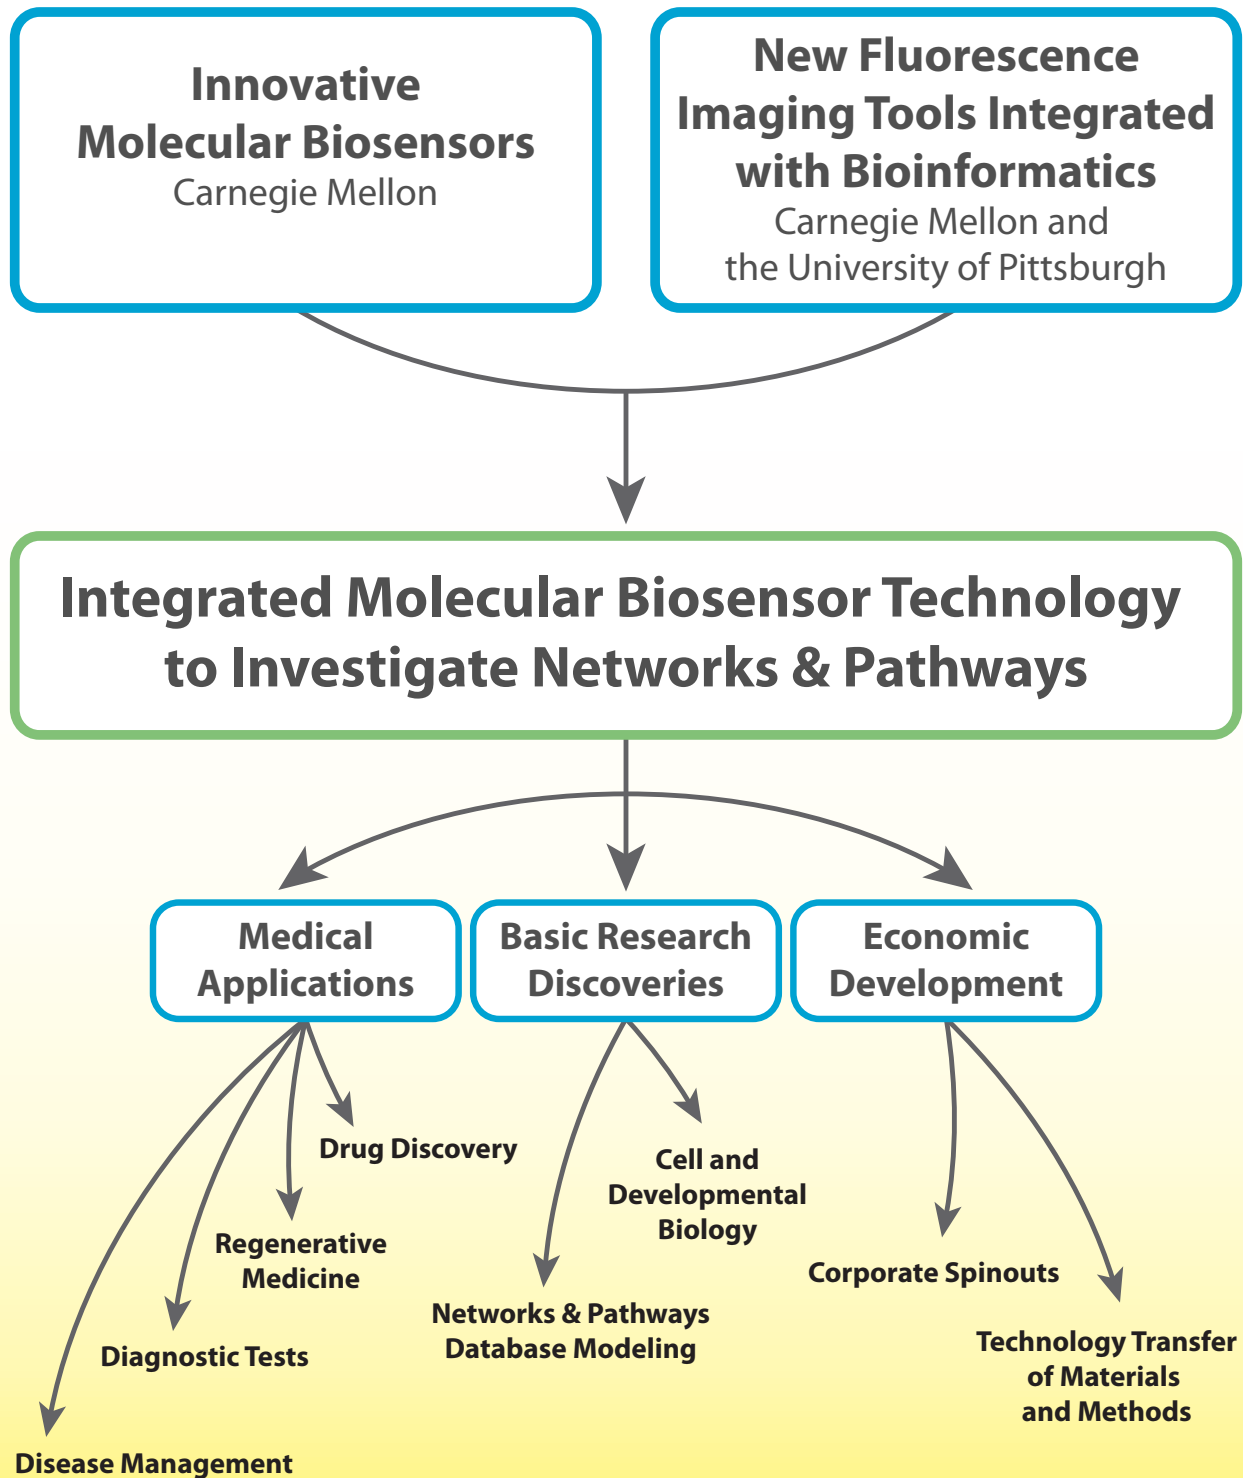 Innovative
Molecular Biosensors
Carnegie Mellon
New Fluorescence
Imaging Tools Integrated
with Bioinformatics
Carnegie Mellon and
the University of Pittsburgh
Integrated Molecular Biosensor Technology
to Investigate Networks & Pathways
Medical
Applications
Basic Research
Discoveries
Economic
Development
Drug Discovery
Regenerative
Medicine
Diagnostic Tests
Disease Management
Cell and
Developmental
Biology
Networks & Pathways
Database Modeling
Corporate Spinouts
Technology Transfer
of Materials
and Methods